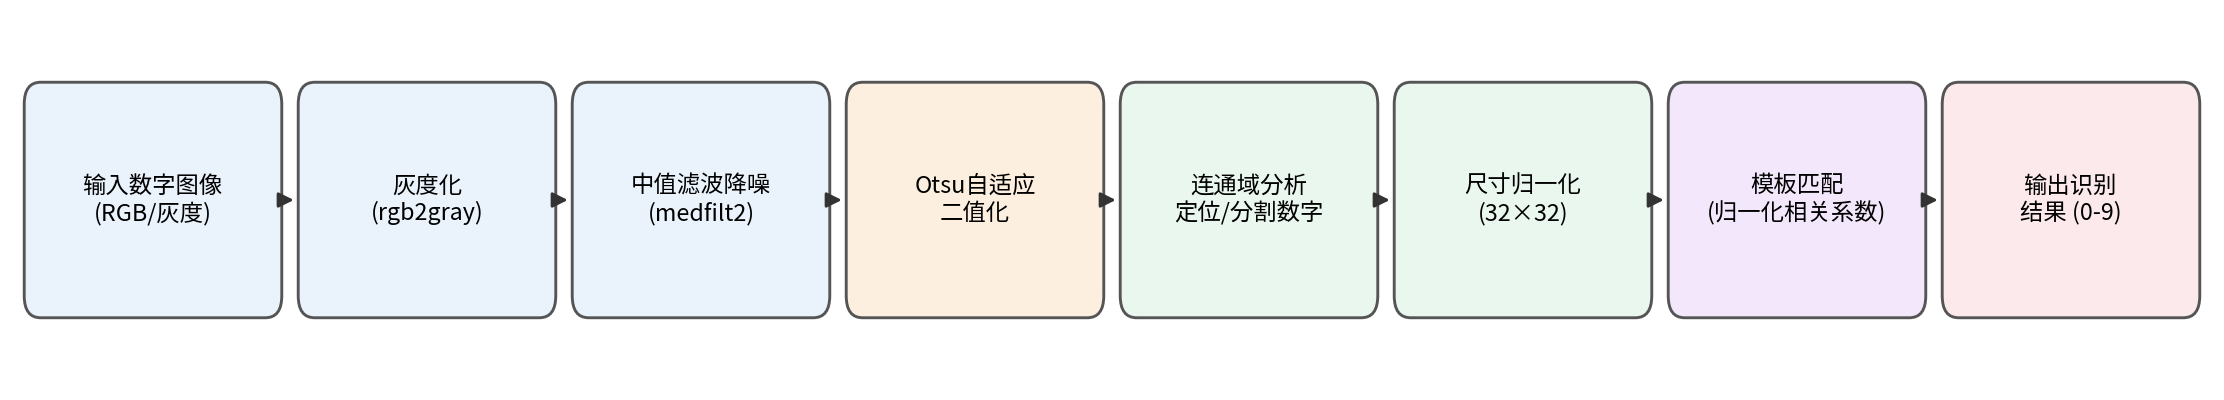 输入数字图像
(RGB/灰度)
灰度化
(rgb2gray)
中值滤波降噪
(medfilt2)
Otsu自适应
二值化
连通域分析
定位/分割数字
尺寸归一化
(32×32)
模板匹配
(归一化相关系数)
输出识别
结果 (0-9)